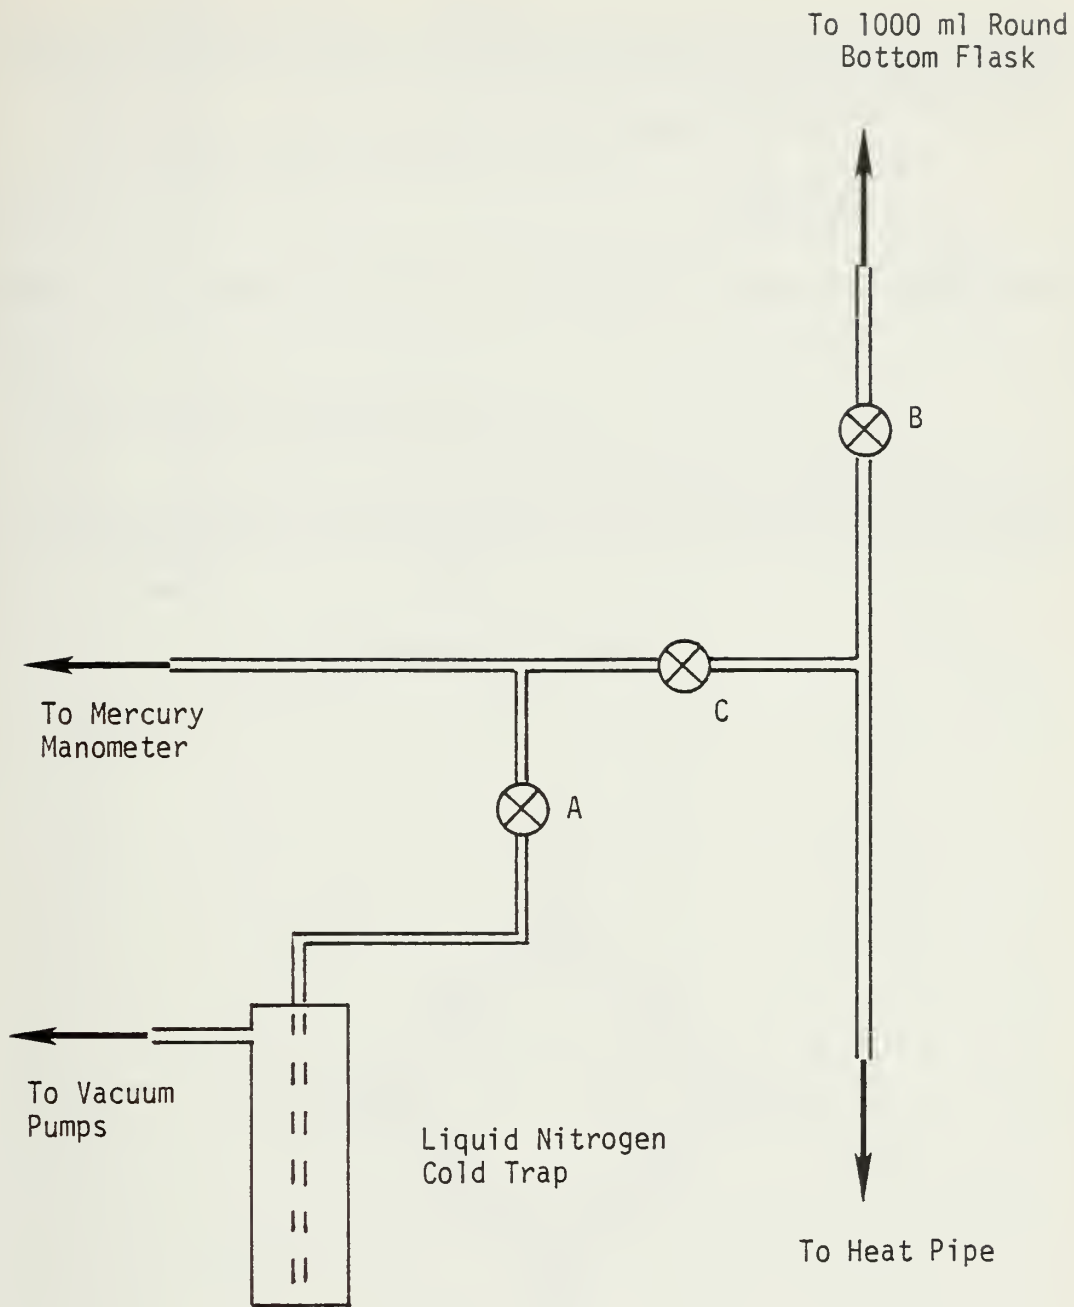 To 1000 ml Round
Bottom Flask
B
To Mercury
Manometer
C
A
To Vacuum
Pumps
Liquid Nitrogen
Cold Trap
To Heat Pipe